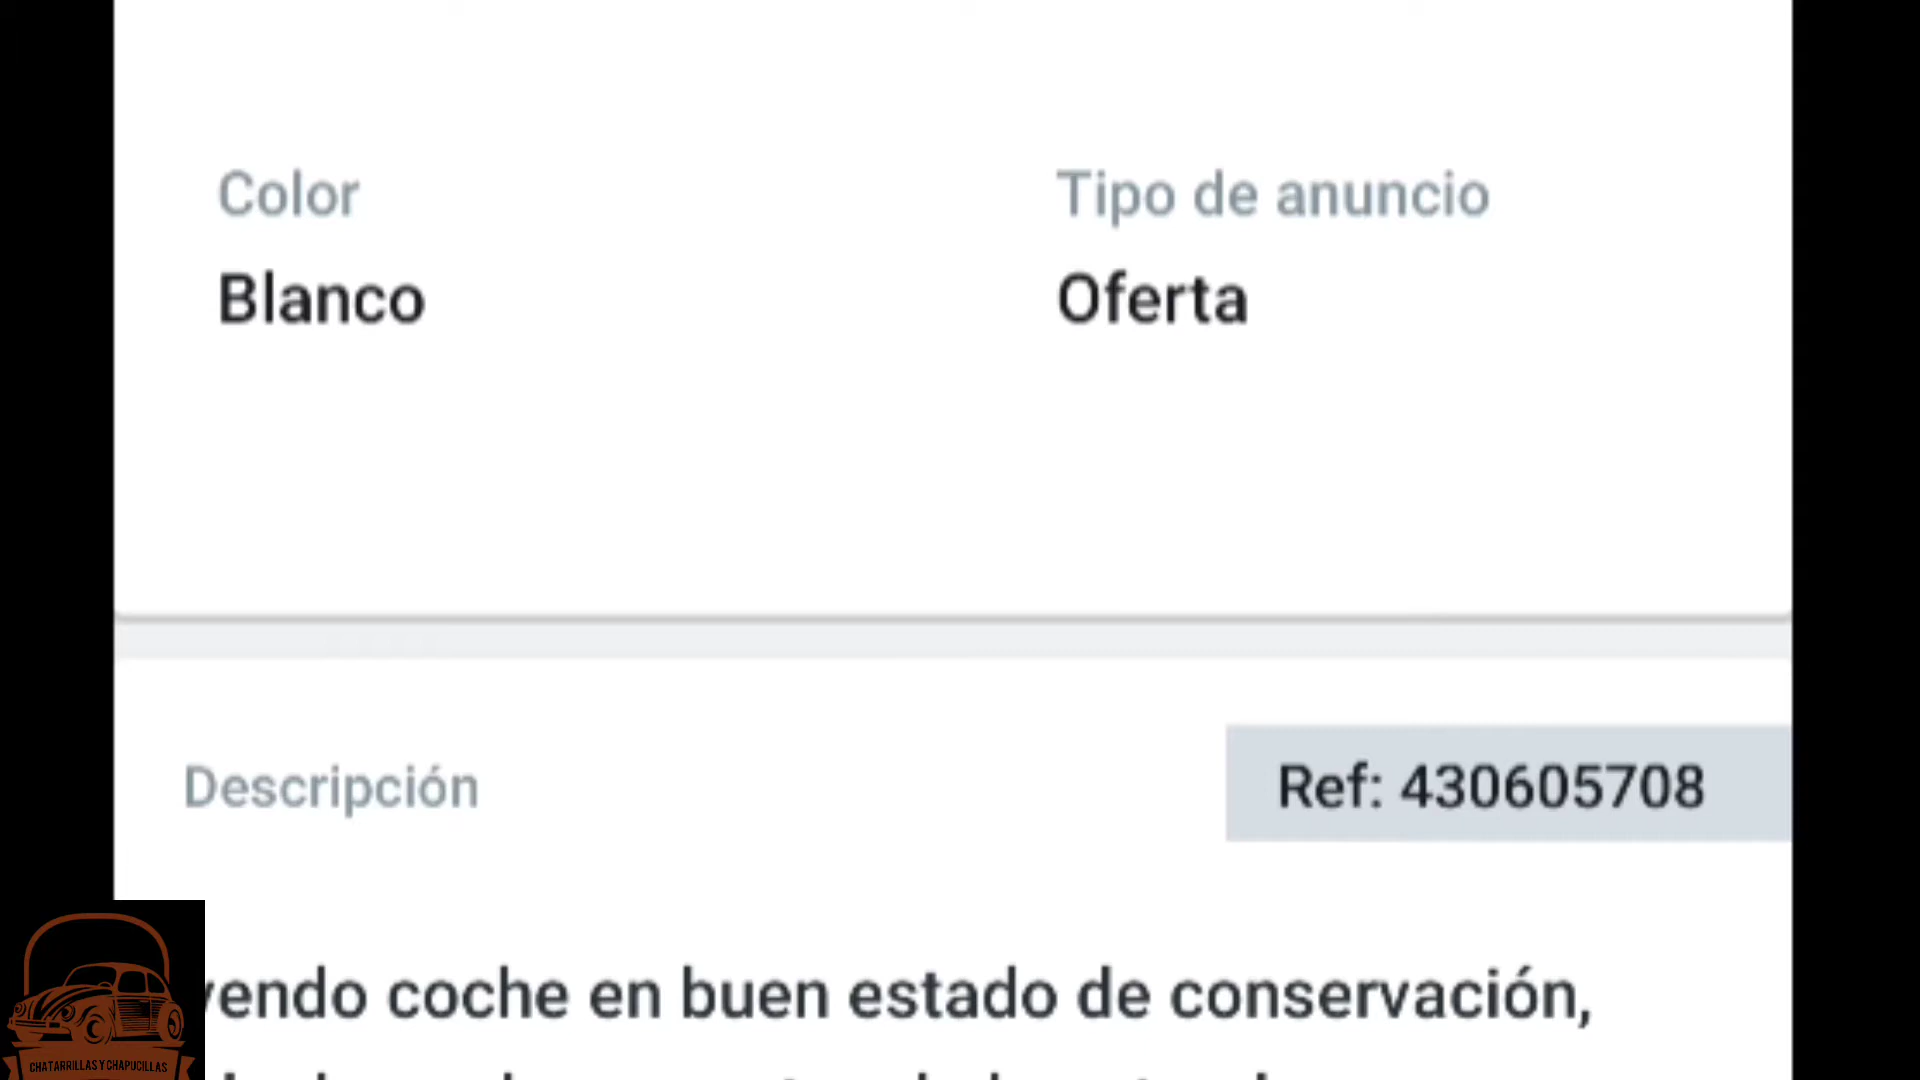 Color
Tipo de anuncio
Blanco
Oferta
Descripción
Ref: 430605708
vendo coche en buen estado de conservación,
CHATARRILLAS Y CHAPUCILLAS